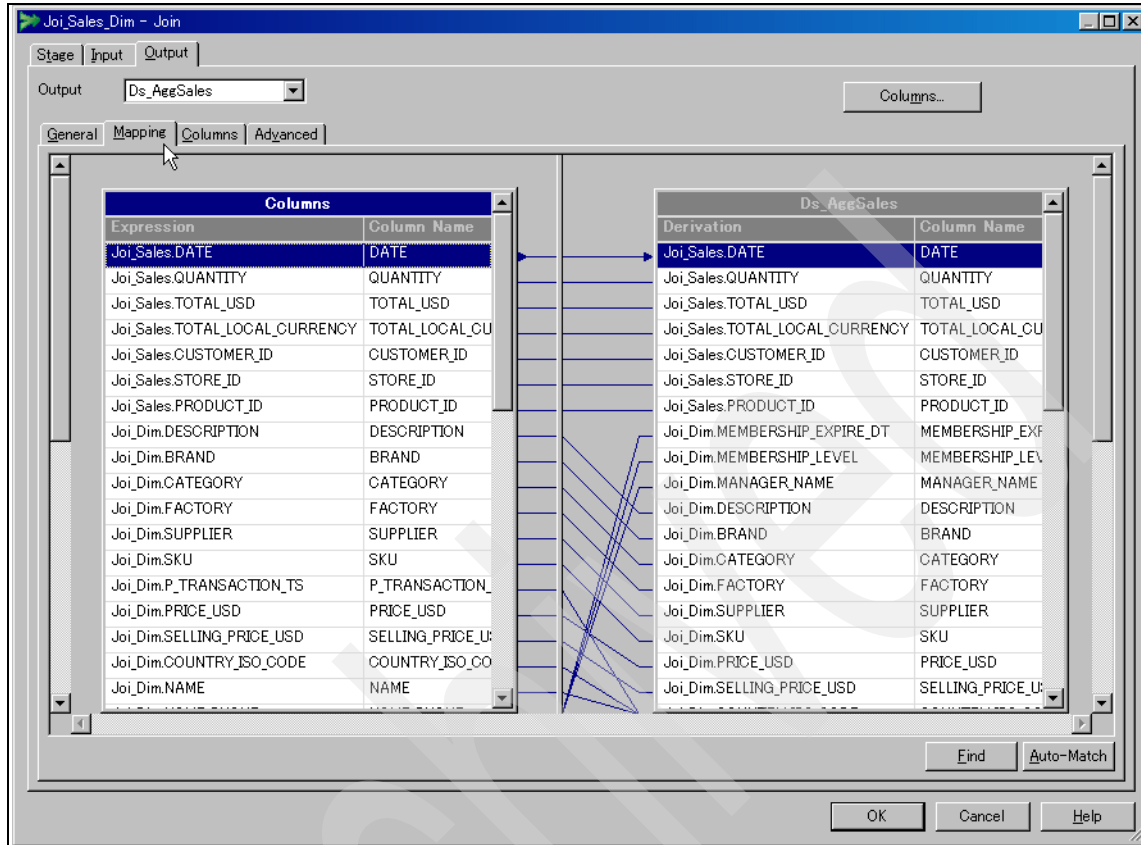 Joi_Sales_Dim - Join
Stage Input Output
Output Ds_AggSales Columns...
General Mapping Columns Advanced
Columns
Expression Column Name
Joi_Sales.DATE DATE
Joi_Sales.QUANTITY QUANTITY
Joi_Sales.TOTAL_USD TOTAL_USD
Joi_Sales.TOTAL_LOCAL_CURRENCY TOTAL_LOCAL_CU
Joi_Sales.CUSTOMER_ID CUSTOMER_ID
Joi_Sales.STORE_ID STORE_ID
Joi_Sales.PRODUCT_ID PRODUCT_ID
Joi_Dim.DESCRIPTION DESCRIPTION
Joi_Dim.BRAND BRAND
Joi_Dim.CATEGORY CATEGORY
Joi_Dim.FACTORY FACTORY
Joi_Dim.SUPPLIER SUPPLIER
Joi_Dim.SKU SKU
Joi_Dim.P_TRANSACTION_TS P_TRANSACTION_
Joi_Dim.PRICE_USD PRICE_USD
Joi_Dim.SELLING_PRICE_USD SELLING_PRICE_U
Joi_Dim.COUNTRY_ISO_CODE COUNTRY_ISO_CO
Joi_Dim.NAME NAME
Ds_AggSales
Derivation Column Name
Joi_Sales.DATE DATE
Joi_Sales.QUANTITY QUANTITY
Joi_Sales.TOTAL_USD TOTAL_USD
Joi_Sales.TOTAL_LOCAL_CURRENCY TOTAL_LOCAL_CU
Joi_Sales.CUSTOMER_ID CUSTOMER_ID
Joi_Sales.STORE_ID STORE_ID
Joi_Sales.PRODUCT_ID PRODUCT_ID
Joi_Dim.MEMBERSHIP_EXPIRE_DT MEMBERSHIP_EXF
Joi_Dim.MEMBERSHIP_LEVEL MEMBERSHIP_LEV
Joi_Dim.MANAGER_NAME MANAGER_NAME
Joi_Dim.DESCRIPTION DESCRIPTION
Joi_Dim.BRAND BRAND
Joi_Dim.CATEGORY CATEGORY
Joi_Dim.FACTORY FACTORY
Joi_Dim.SUPPLIER SUPPLIER
Joi_Dim.SKU SKU
Joi_Dim.PRICE_USD PRICE_USD
Joi_Dim.SELLING_PRICE_USD SELLING_PRICE_U
Find Auto-Match
OK Cancel Help